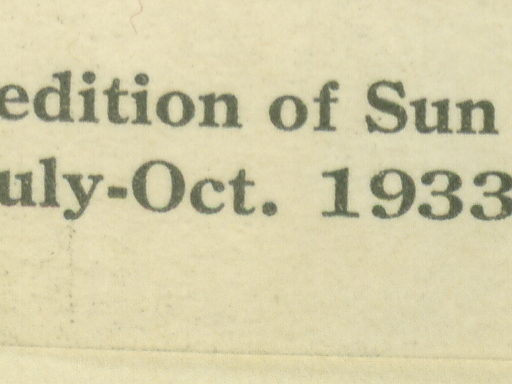 edition of Sun
uly-Oct. 1933